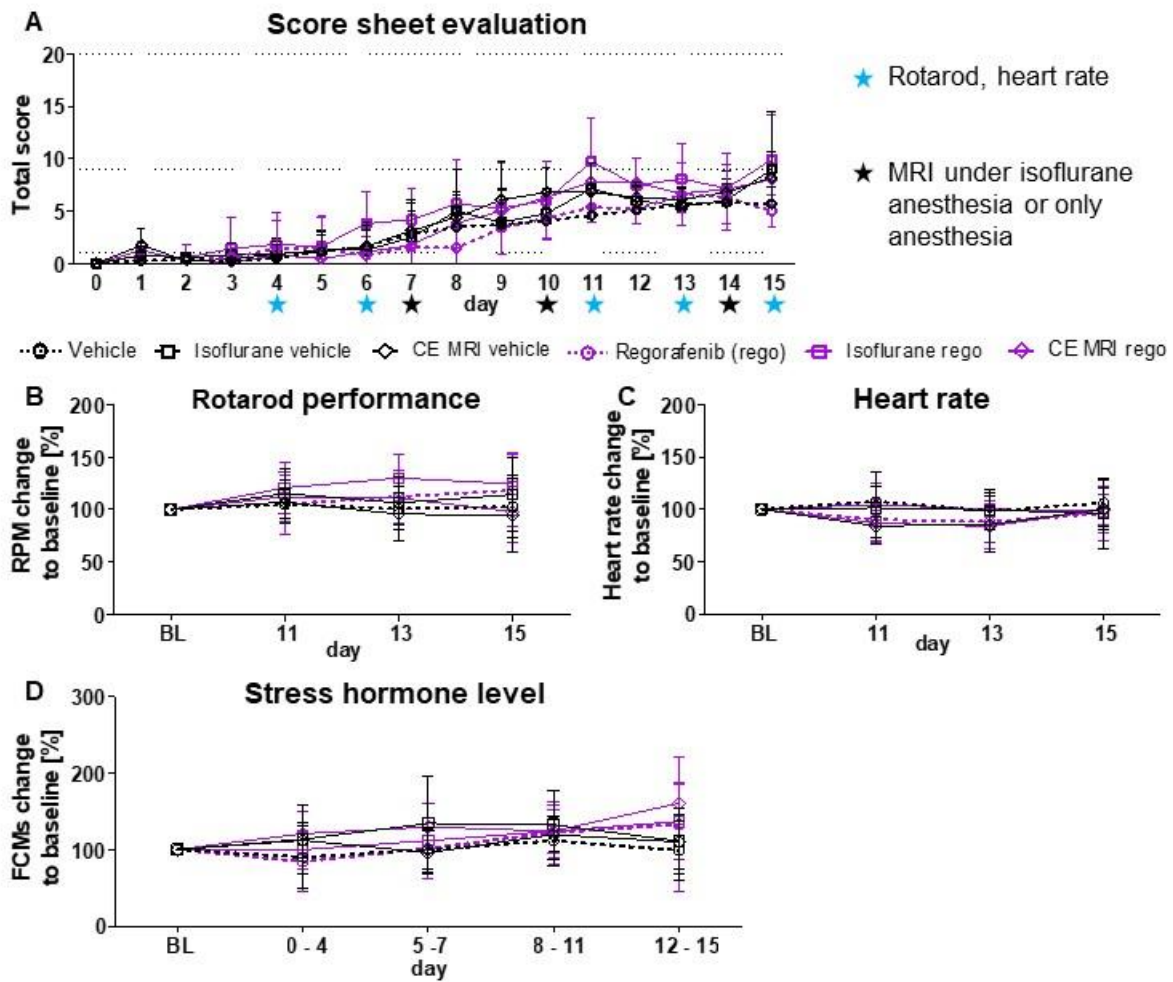 A
Score sheet evaluation
Total score
20
15
10
5
0
0 1 2 3 4 5 6 7 8 9 10 11 12 13 14 15
day
Rotarod, heart rate
MRI under isoflurane
anesthesia or only
anesthesia
Vehicle Isoflurane vehicle CE MRI vehicle Regorafenib (rego) Isoflurane rego CE MRI rego
B
Rotarod performance
RPM change
to baseline [%]
200
150
100
50
0
BL 11 13 15
day
C
Heart rate
Heart rate change
to baseline [%]
200
150
100
50
0
BL 11 13 15
day
D
Stress hormone level
FCMs change
to baseline [%]
300
200
100
0
BL 0 - 4 5 -7 8 - 11 12 - 15
day